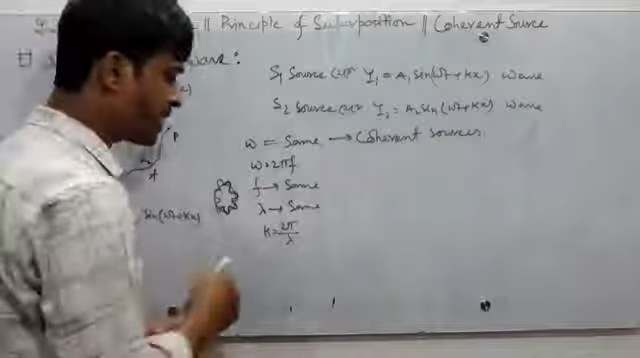 || Principle of Superposition || Coherent Source
wave:
S₁ Source Y₁ = A₁ sin(ωt+kx) wave
S₂ Source Y₂ = A₂ sin(ωt+kx) wave
ω = Same → Coherent sources
ω = 2πf
f → Same
λ → Same
K = 2π/λ
P
A
sin(ωt+kx)